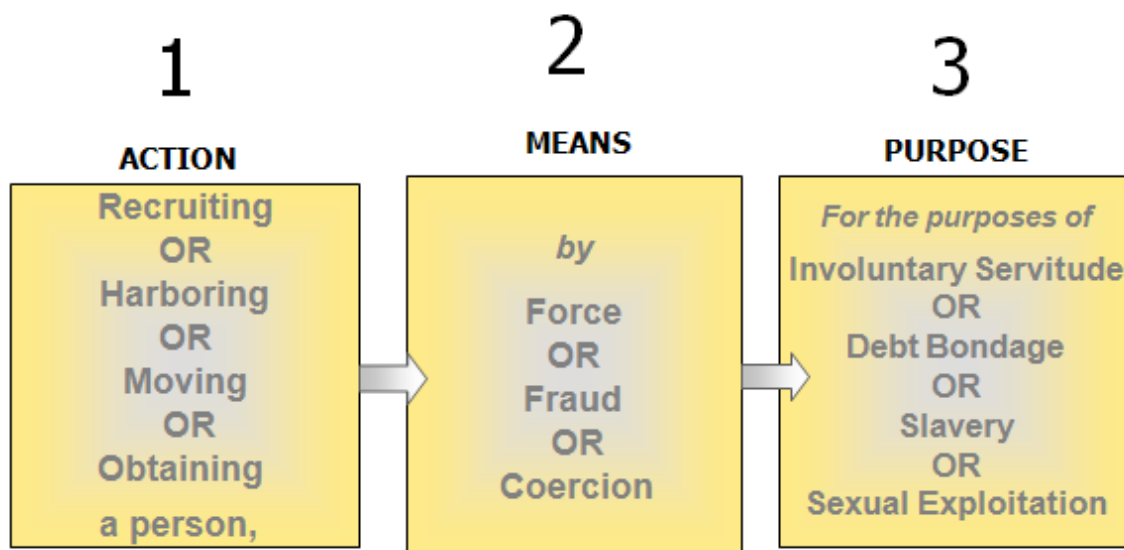 1
ACTION
Recruiting
OR
Harboring
OR
Moving
OR
Obtaining
a person,
2
MEANS
by
Force
OR
Fraud
OR
Coercion
3
PURPOSE
For the purposes of
Involuntary Servitude
OR
Debt Bondage
OR
Slavery
OR
Sexual Exploitation